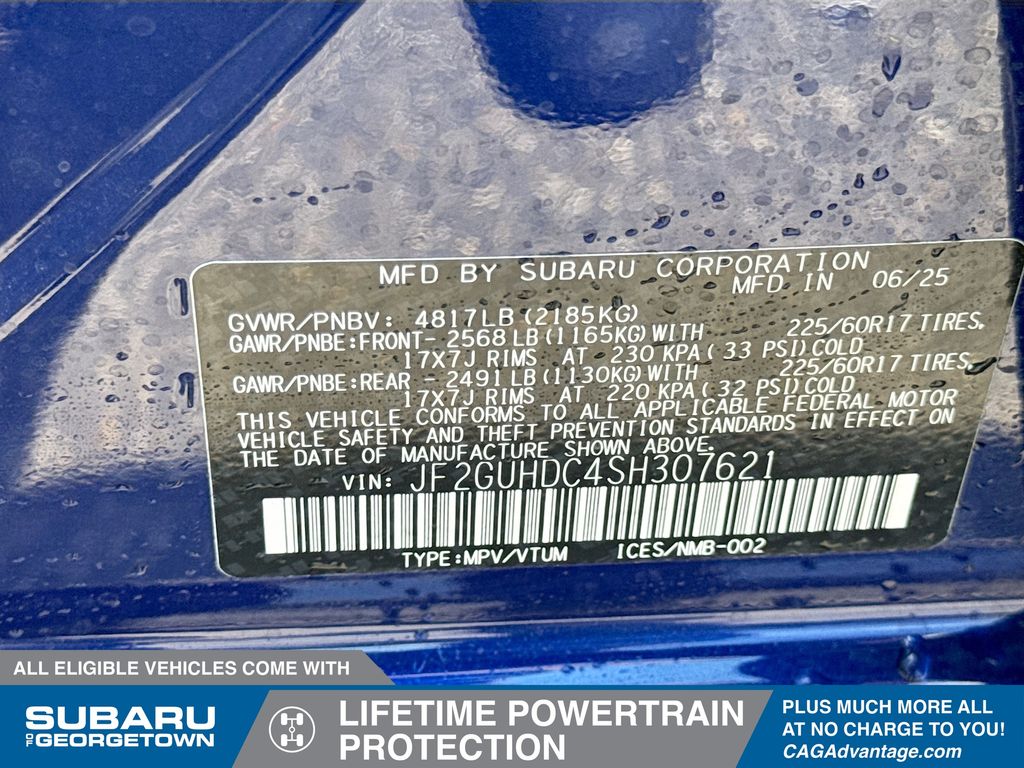 MFD BY SUBARU CORPORATION
MFD IN 06/25
GVWR/PNBV: 4817LB(2185KG)
GAWR/PNBE:FRONT- 2568LB(1165KG)WITH 225/60R17 TIRES,
17X7J RIMS AT 230 KPA( 33 PSI)COLD
GAWR/PNBE:REAR - 2491LB(1130KG)WITH 225/60R17 TIRES,
17X7J RIMS AT 220 KPA( 32 PSI)COLD
THIS VEHICLE CONFORMS TO ALL APPLICABLE FEDERAL MOTOR
VEHICLE SAFETY AND THEFT PREVENTION STANDARDS IN EFFECT ON
THE DATE OF MANUFACTURE SHOWN ABOVE.
VIN: JF2GUHDC4SH307621
TYPE:MPV/VTUM ICES/NMB-002
ALL ELIGIBLE VEHICLES COME WITH
SUBARU
OF GEORGETOWN
LIFETIME POWERTRAIN
PROTECTION
PLUS MUCH MORE ALL
AT NO CHARGE TO YOU!
CAGAdvantage.com